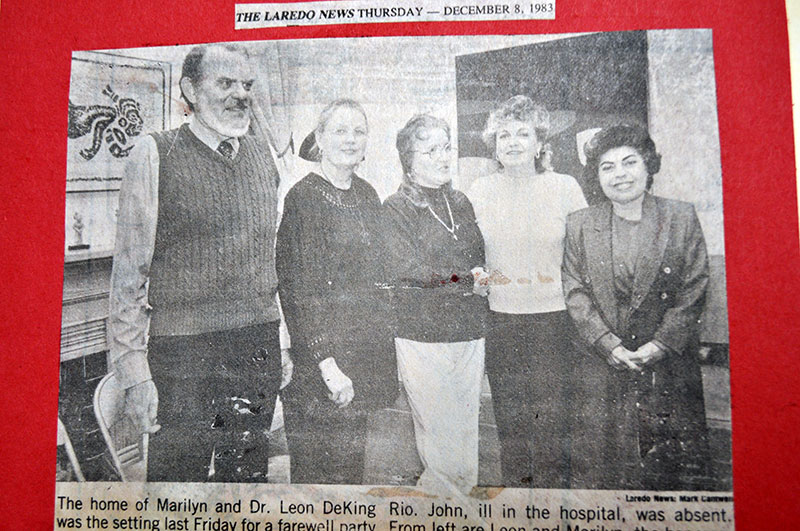 THE LAREDO NEWS THURSDAY — DECEMBER 8, 1983
Laredo News: Mark Cantwell
The home of Marilyn and Dr. Leon DeKing
was the setting last Friday for a farewell party
Rio. John, ill in the hospital, was absent.
From left are Leon and Marilyn, the